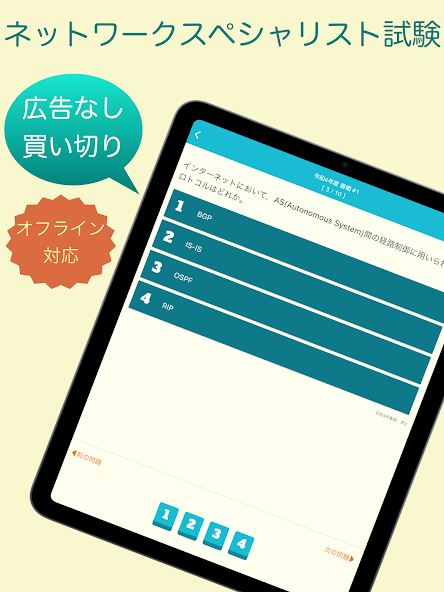 ネットワークスペシャリスト試験
広告なし
買い切り
オフライン
対応
令和4年度 春期 #1
[ 3 / 10 ]
インターネットにおいて、AS(Autonomous System)間の経路制御に用いられ
ロトコルはどれか。
1 BGP
2 IS-IS
3 OSPF
4 RIP
前の問題
次の問題
1 2 3 4